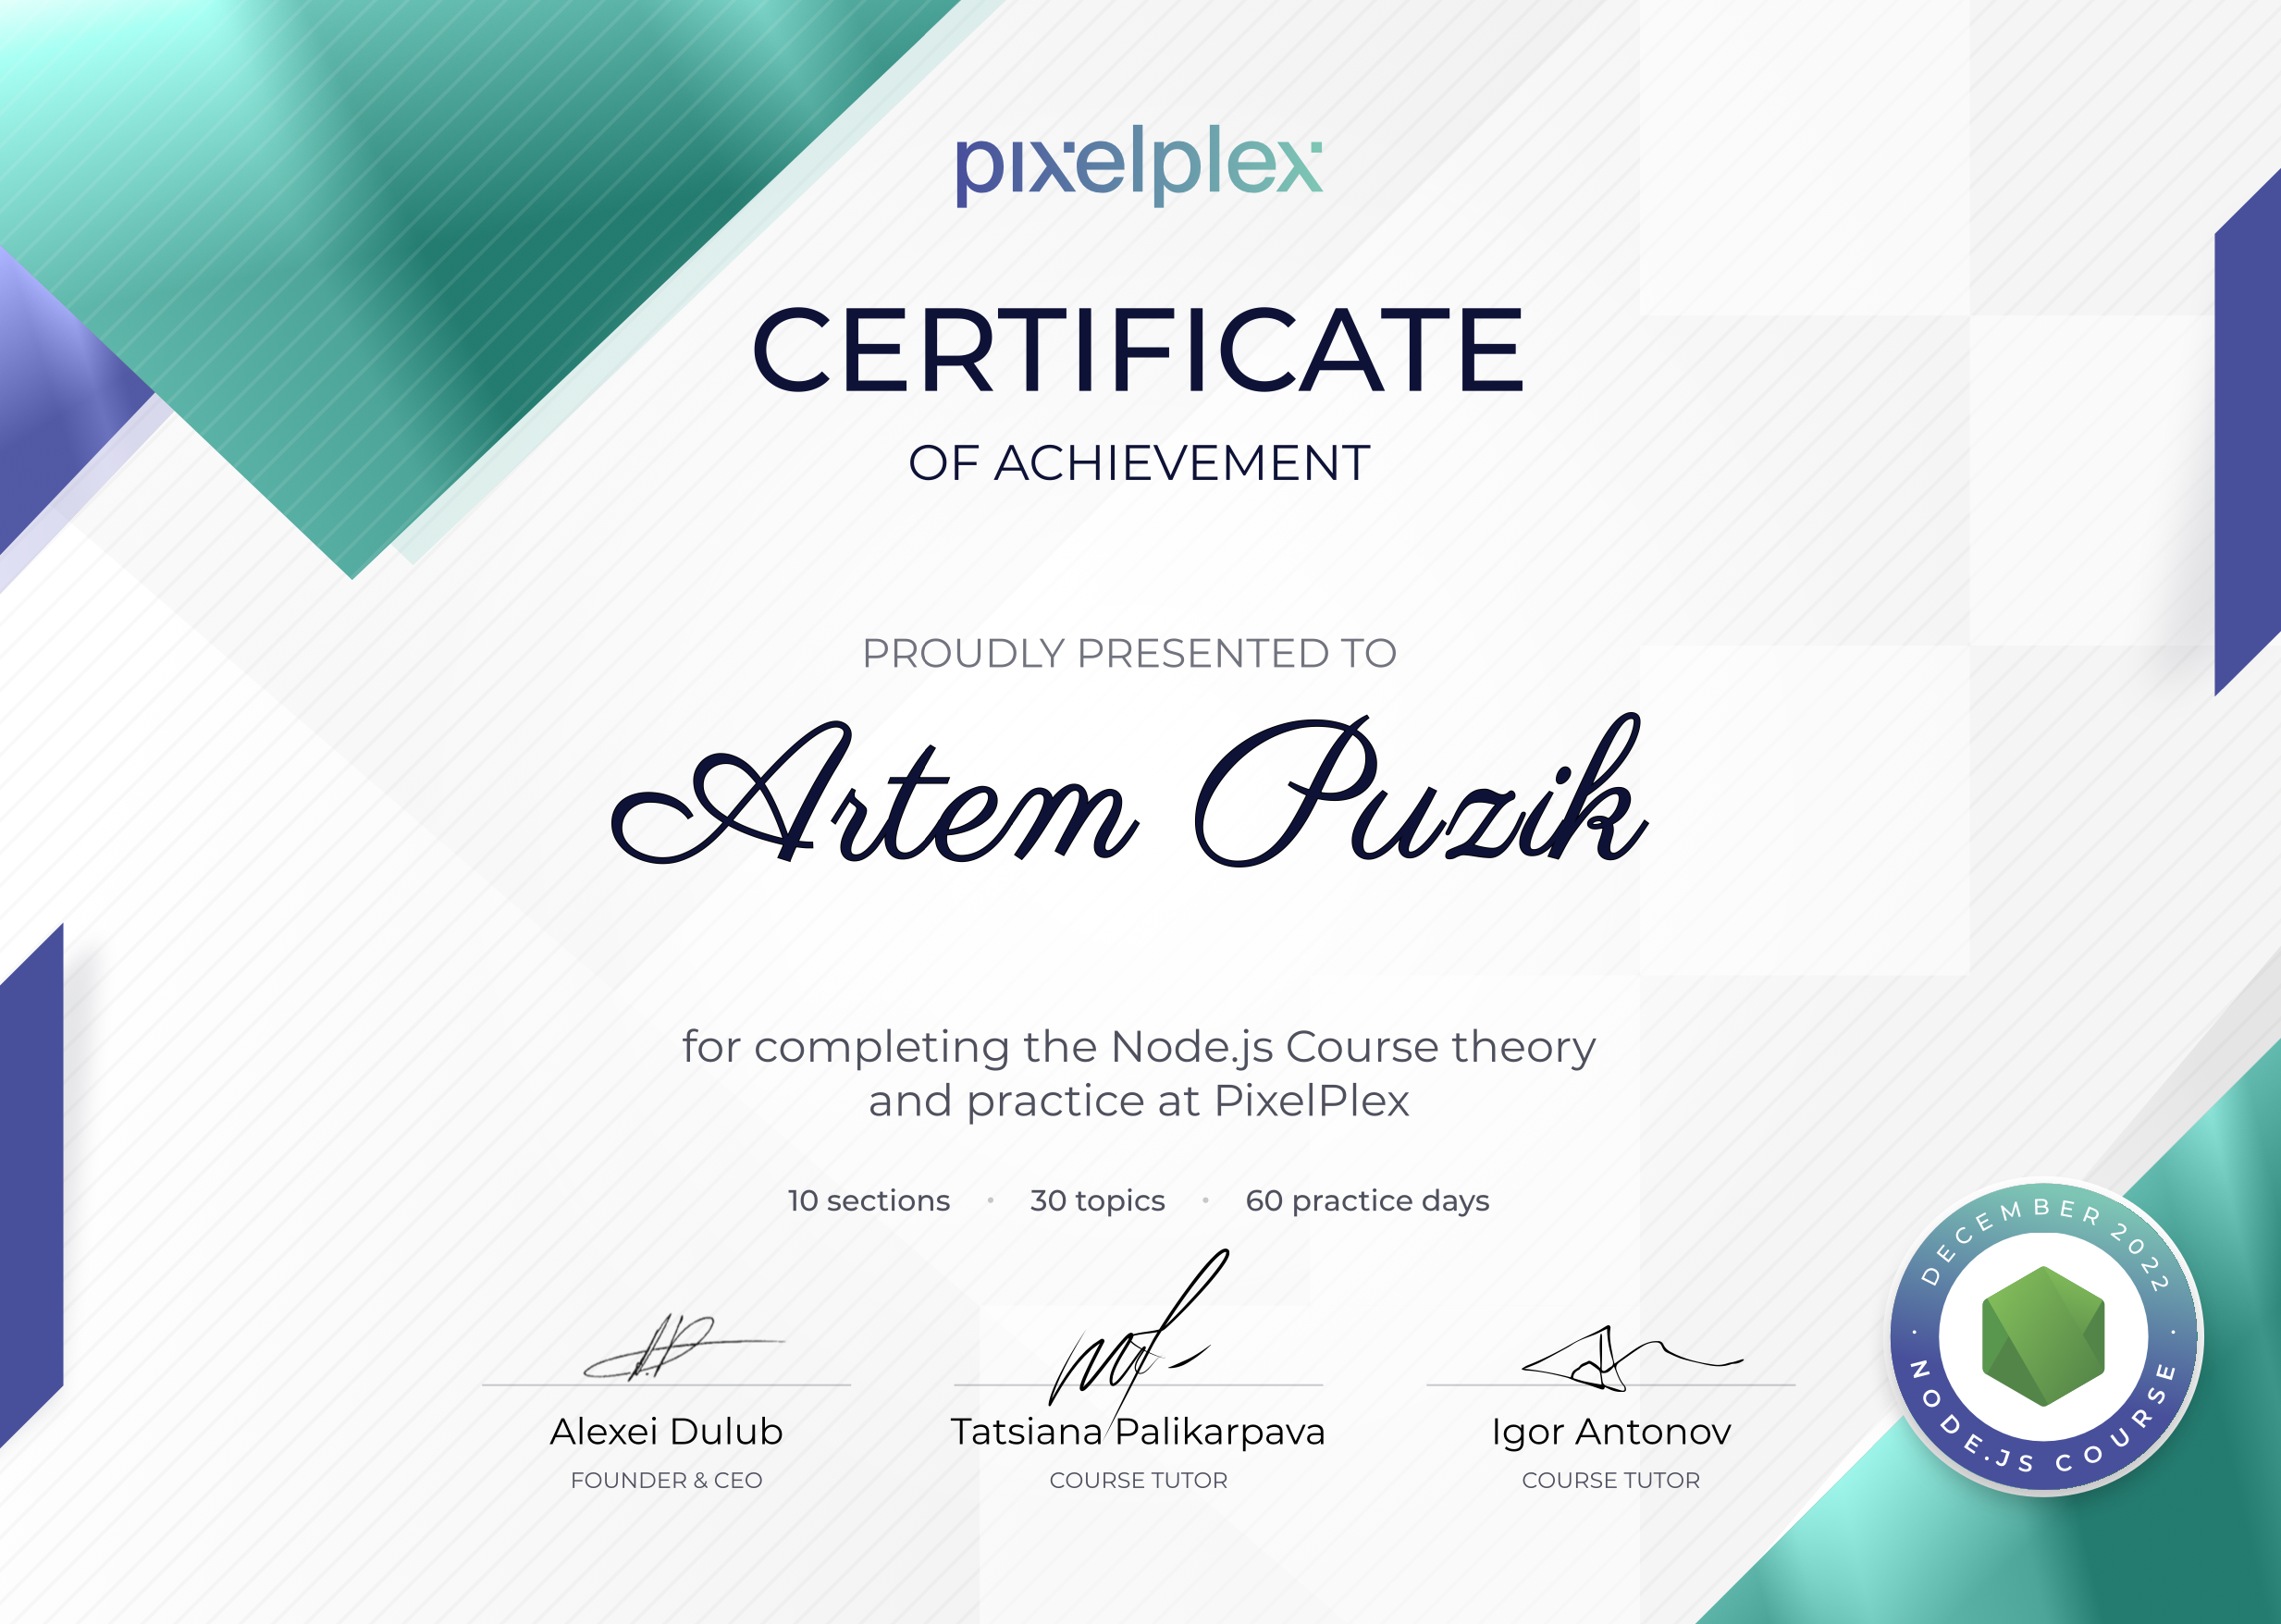 pixelplex
CERTIFICATE
OF ACHIEVEMENT
PROUDLY PRESENTED TO
Artem Puzik
for completing the Node.js Course theory
and practice at PixelPlex
10 sections • 30 topics • 60 practice days
Alexei Dulub
FOUNDER & CEO
Tatsiana Palikarpava
COURSE TUTOR
Igor Antonov
COURSE TUTOR
DECEMBER 2022
NODE.JS COURSE